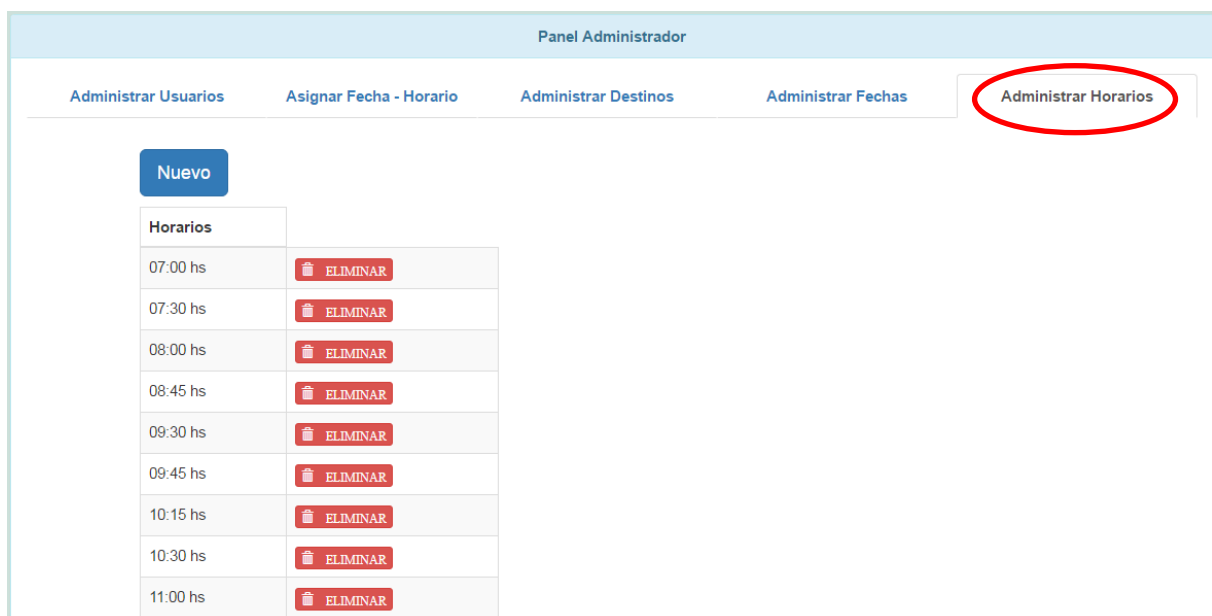 Panel Administrador
Administrar Usuarios Asignar Fecha - Horario Administrar Destinos Administrar Fechas Administrar Horarios
Nuevo
Horarios
07:00 hs ELIMINAR
07:30 hs ELIMINAR
08:00 hs ELIMINAR
08:45 hs ELIMINAR
09:30 hs ELIMINAR
09:45 hs ELIMINAR
10:15 hs ELIMINAR
10:30 hs ELIMINAR
11:00 hs ELIMINAR